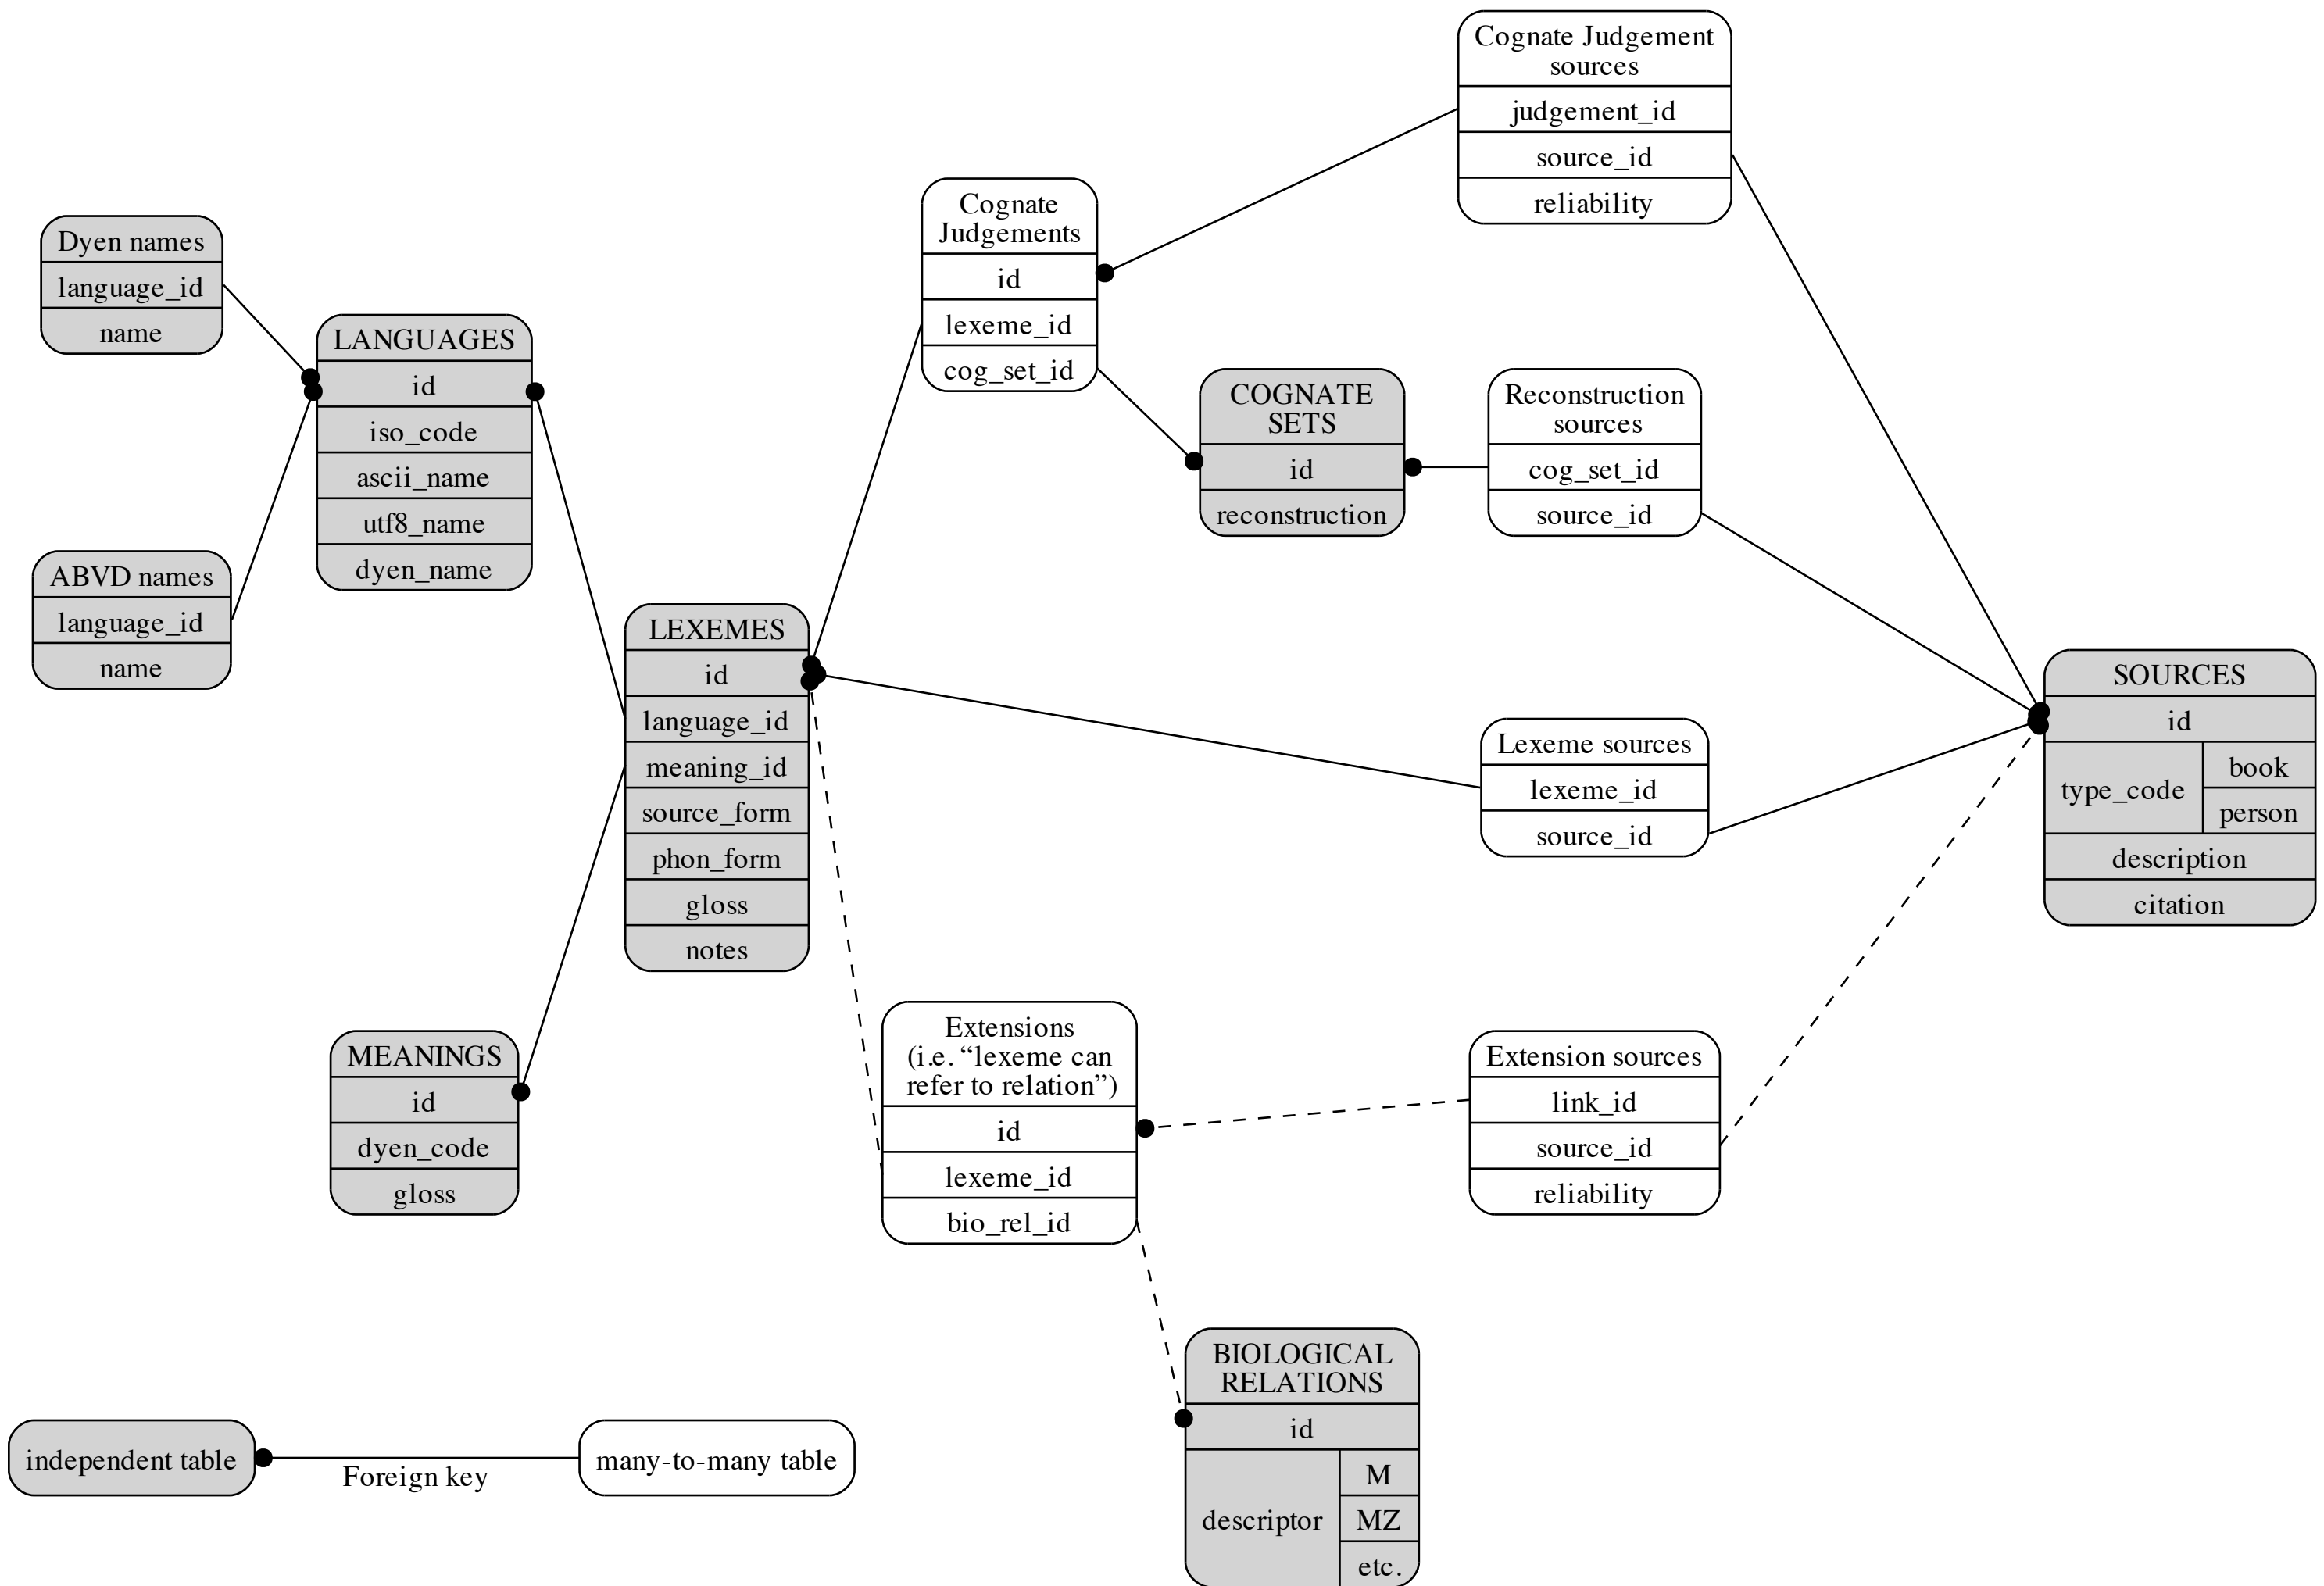 Dyen names
language_id
name
ABVD names
language_id
name
LANGUAGES
id
iso_code
ascii_name
utf8_name
dyen_name
LEXEMES
id
language_id
meaning_id
source_form
phon_form
gloss
notes
MEANINGS
id
dyen_code
gloss
Cognate
Judgements
id
lexeme_id
cog_set_id
Cognate Judgement
sources
judgement_id
source_id
reliability
COGNATE
SETS
id
reconstruction
Reconstruction
sources
cog_set_id
source_id
Lexeme sources
lexeme_id
source_id
SOURCES
id
type_code
book
person
description
citation
Extensions
(i.e. “lexeme can
refer to relation”)
id
lexeme_id
bio_rel_id
Extension sources
link_id
source_id
reliability
BIOLOGICAL
RELATIONS
id
descriptor
M
MZ
etc.
independent table
Foreign key
many-to-many table